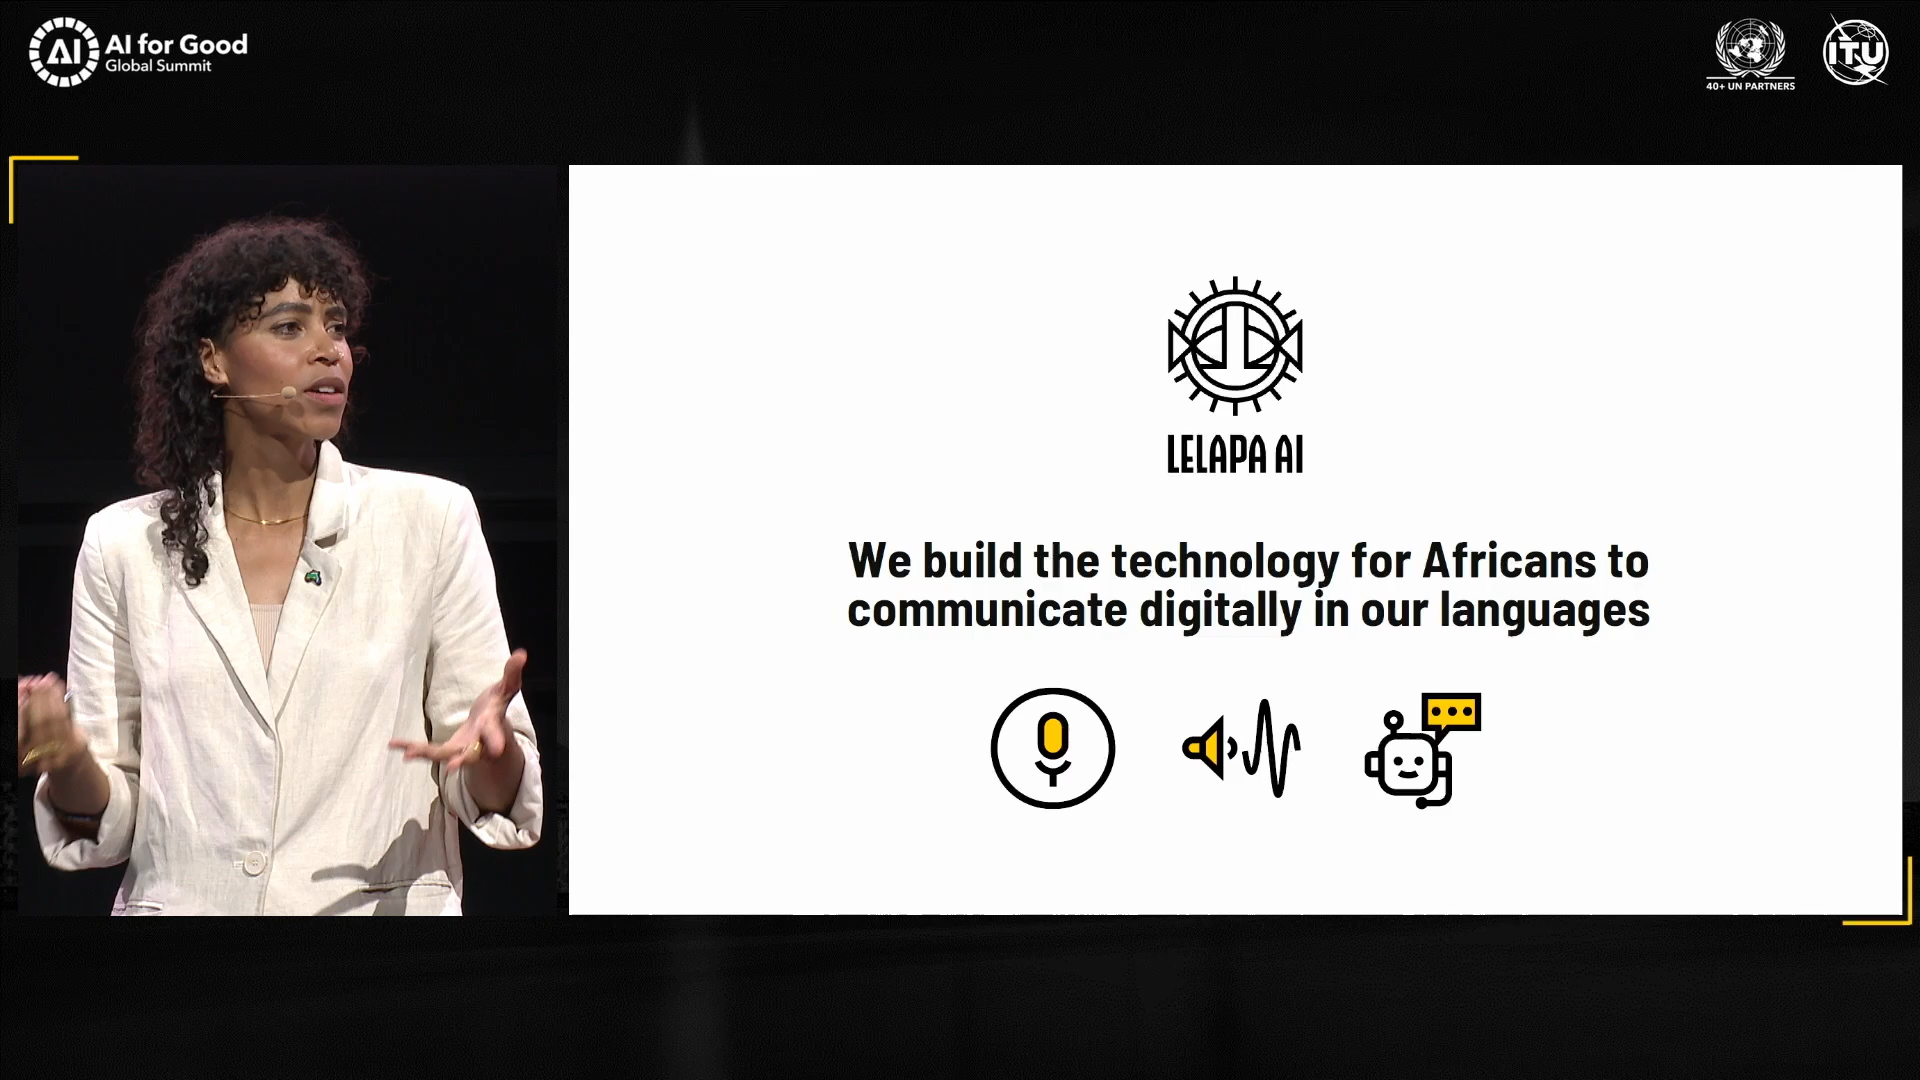 AI
AI for Good
Global Summit
40+ UN PARTNERS
ITU
LELAPA AI
We build the technology for Africans to
communicate digitally in our languages